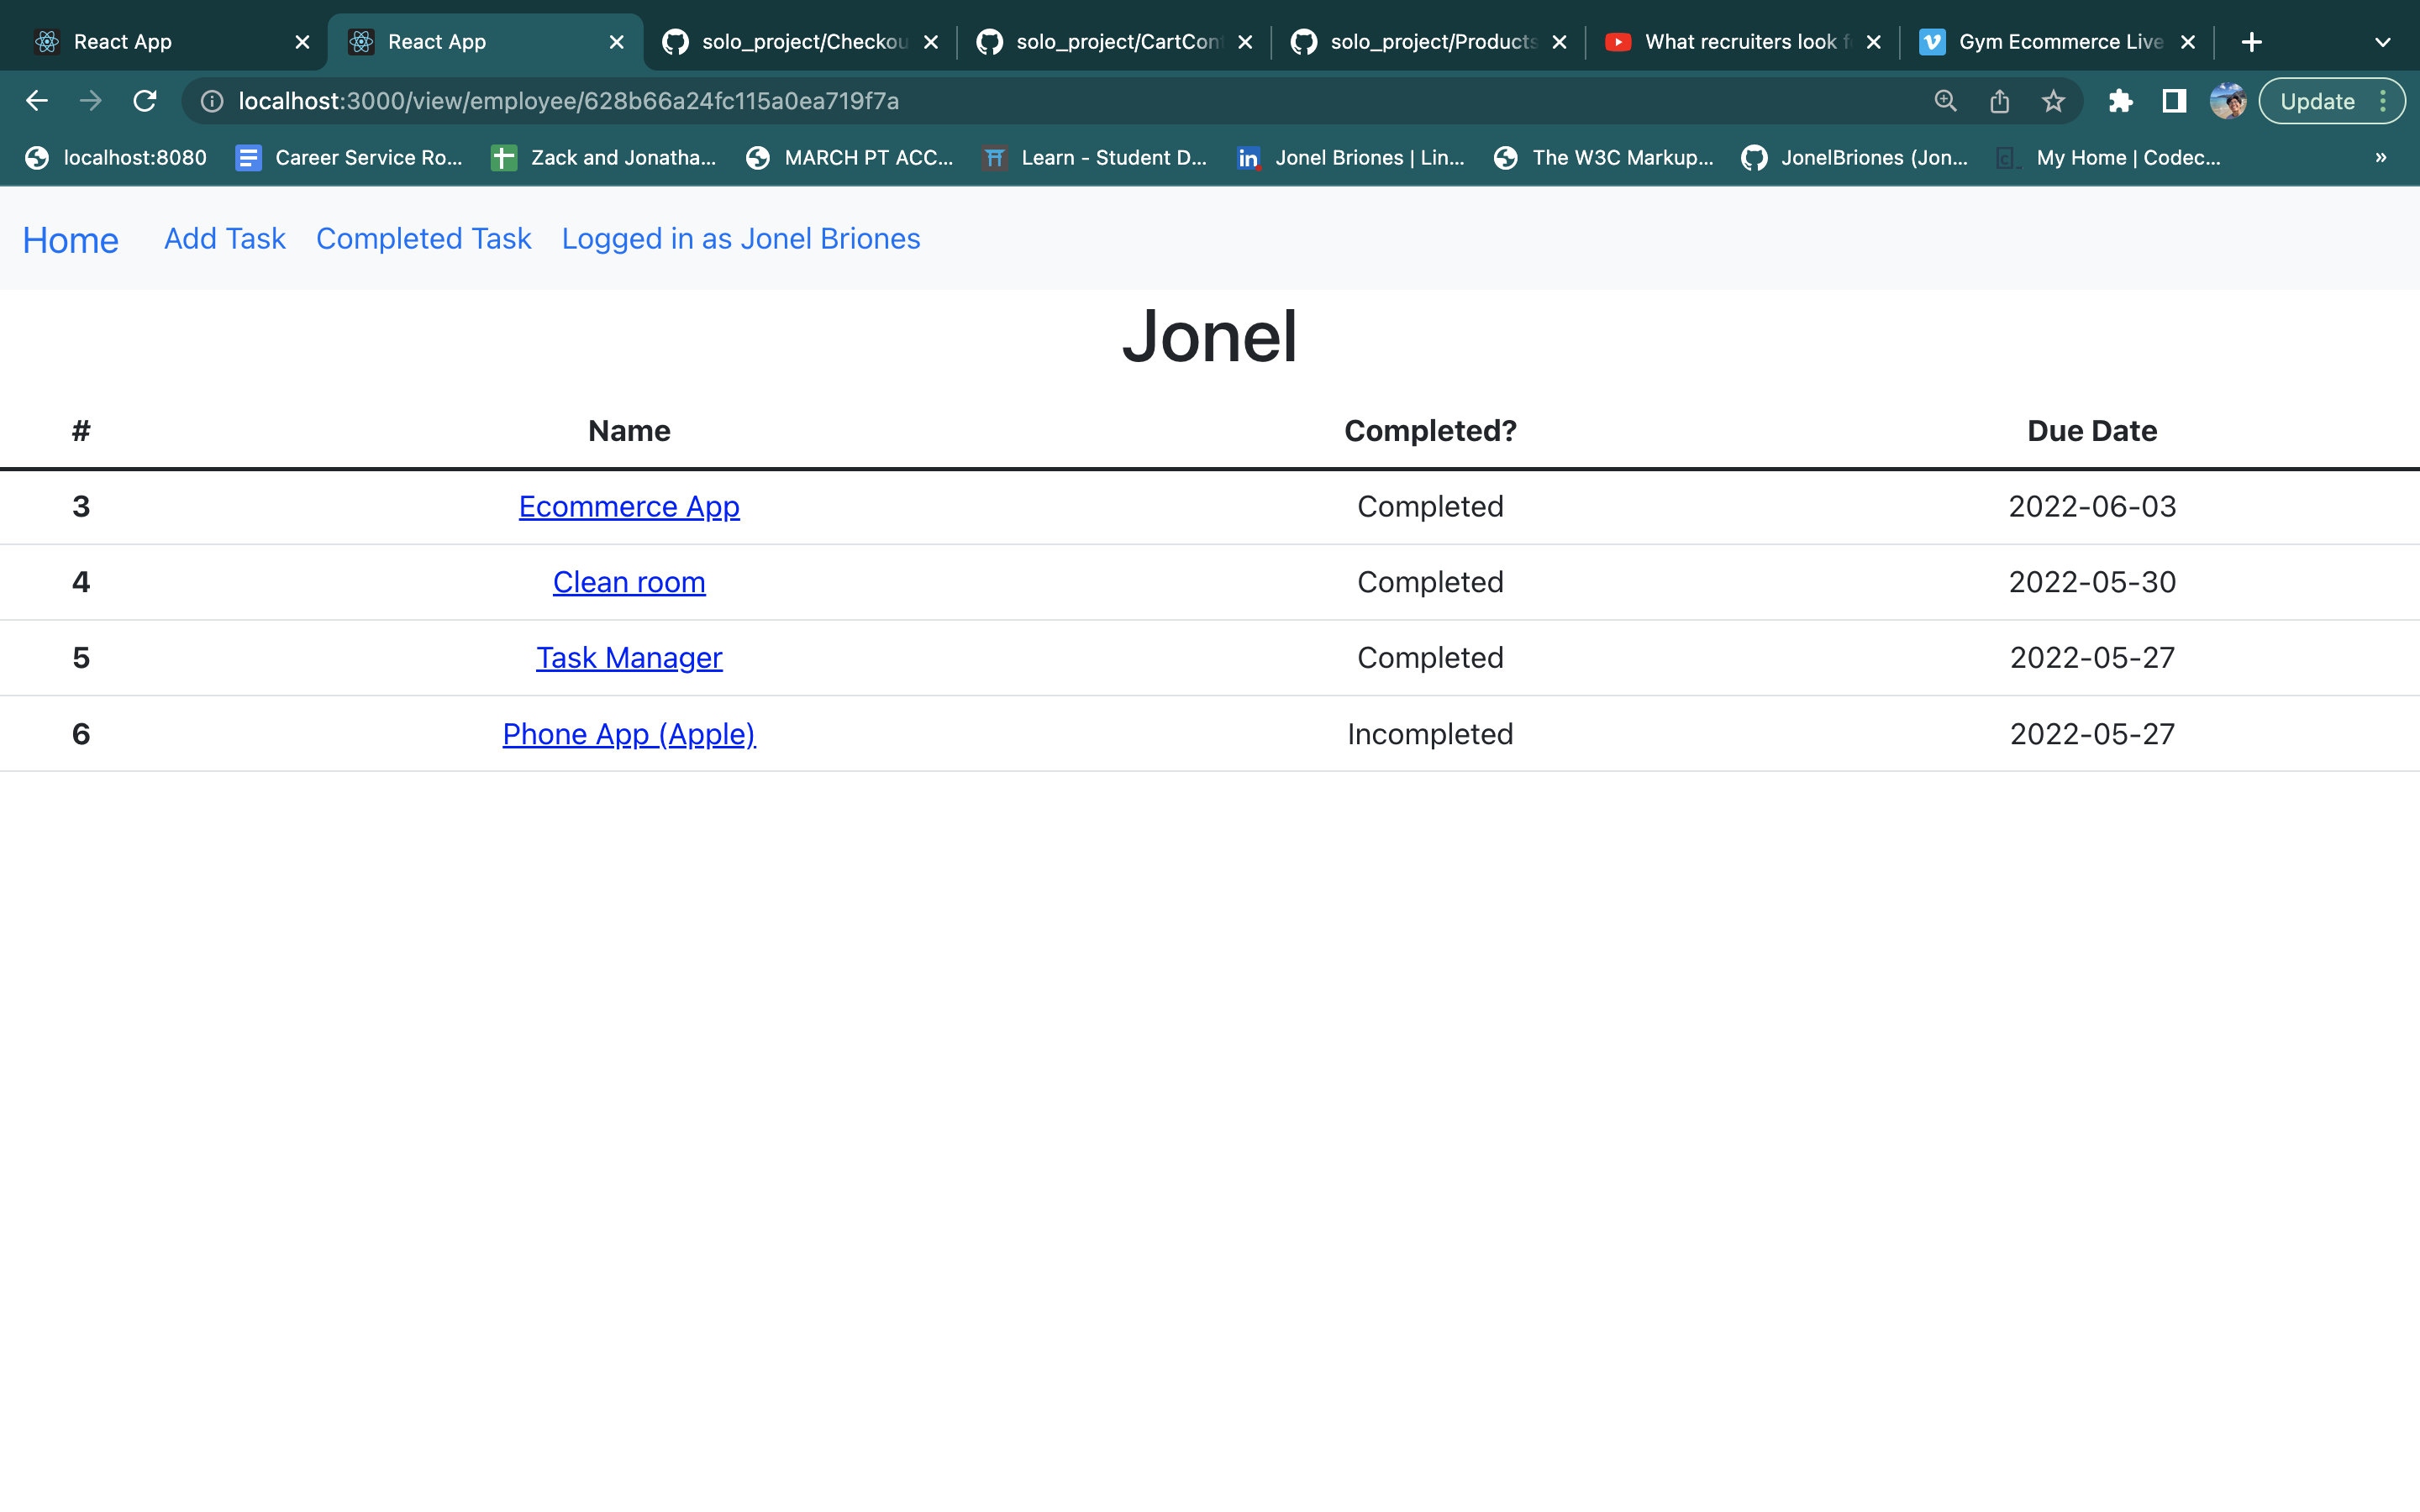 React App React App solo_project/Checkou solo_project/CartCont solo_project/Products What recruiters look f Gym Ecommerce Live
localhost:3000/view/employee/628b66a24fc115a0ea719f7a Update
localhost:8080 Career Service Ro... Zack and Jonatha... MARCH PT ACC... Learn - Student D... in Jonel Briones | Lin... The W3C Markup... JonelBriones (Jon... My Home | Codec... »
Home Add Task Completed Task Logged in as Jonel Briones
Jonel
# Name Completed? Due Date
3 Ecommerce App Completed 2022-06-03
4 Clean room Completed 2022-05-30
5 Task Manager Completed 2022-05-27
6 Phone App (Apple) Incompleted 2022-05-27